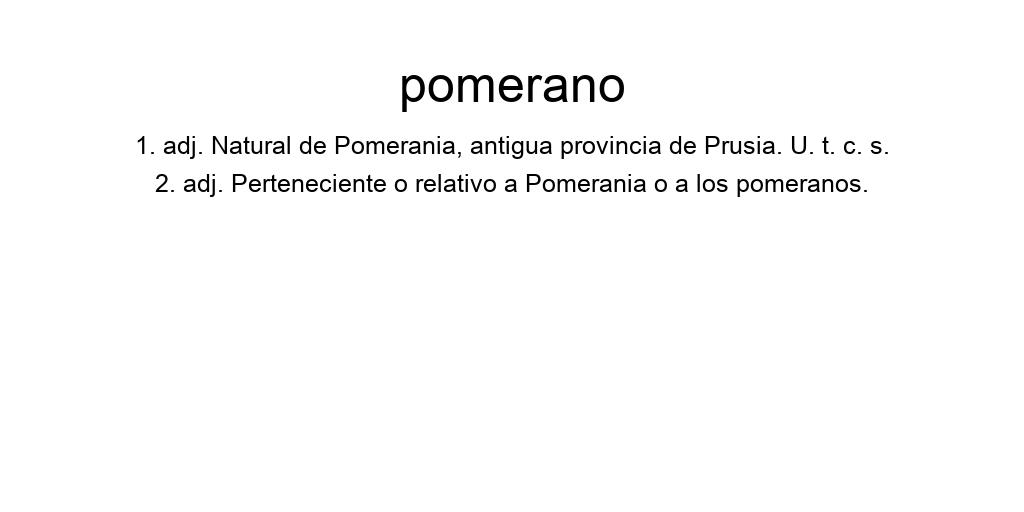 pomerano
1. adj. Natural de Pomerania, antigua provincia de Prusia. U. t. c. s.
2. adj. Perteneciente o relativo a Pomerania o a los pomeranos.